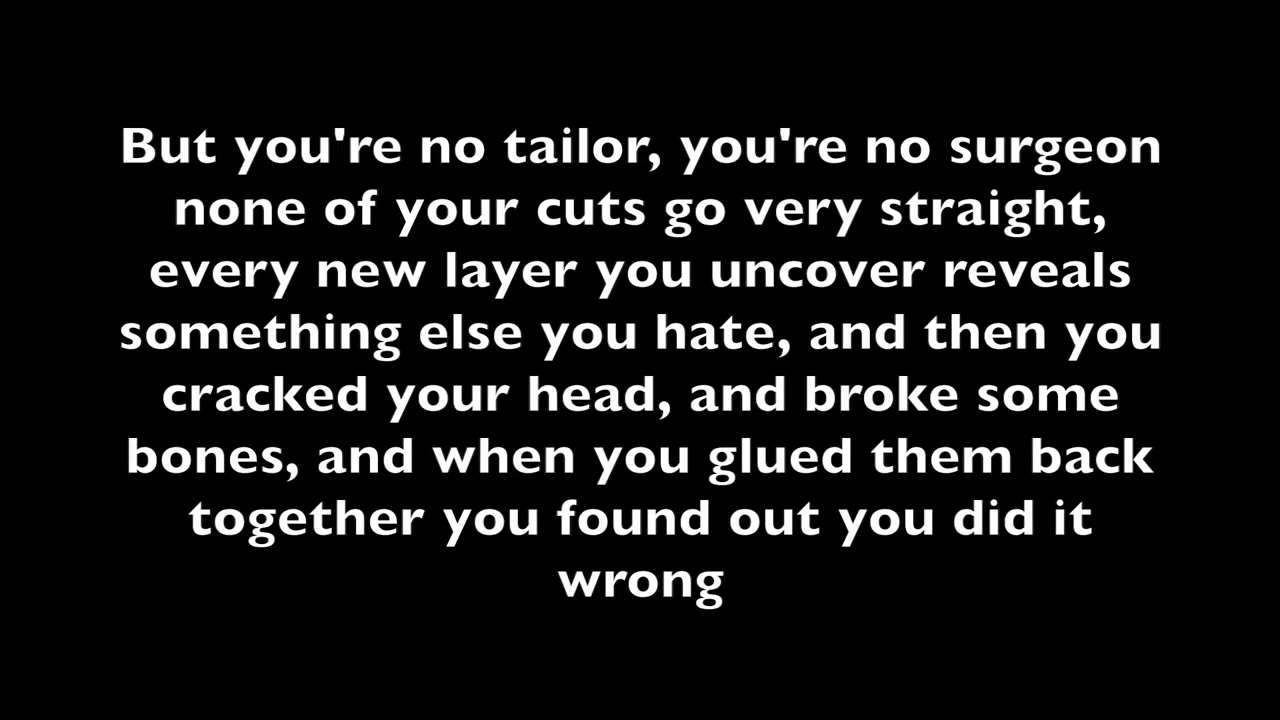 But you're no tailor, you're no surgeon
none of your cuts go very straight,
every new layer you uncover reveals
something else you hate, and then you
cracked your head, and broke some
bones, and when you glued them back
together you found out you did it
wrong